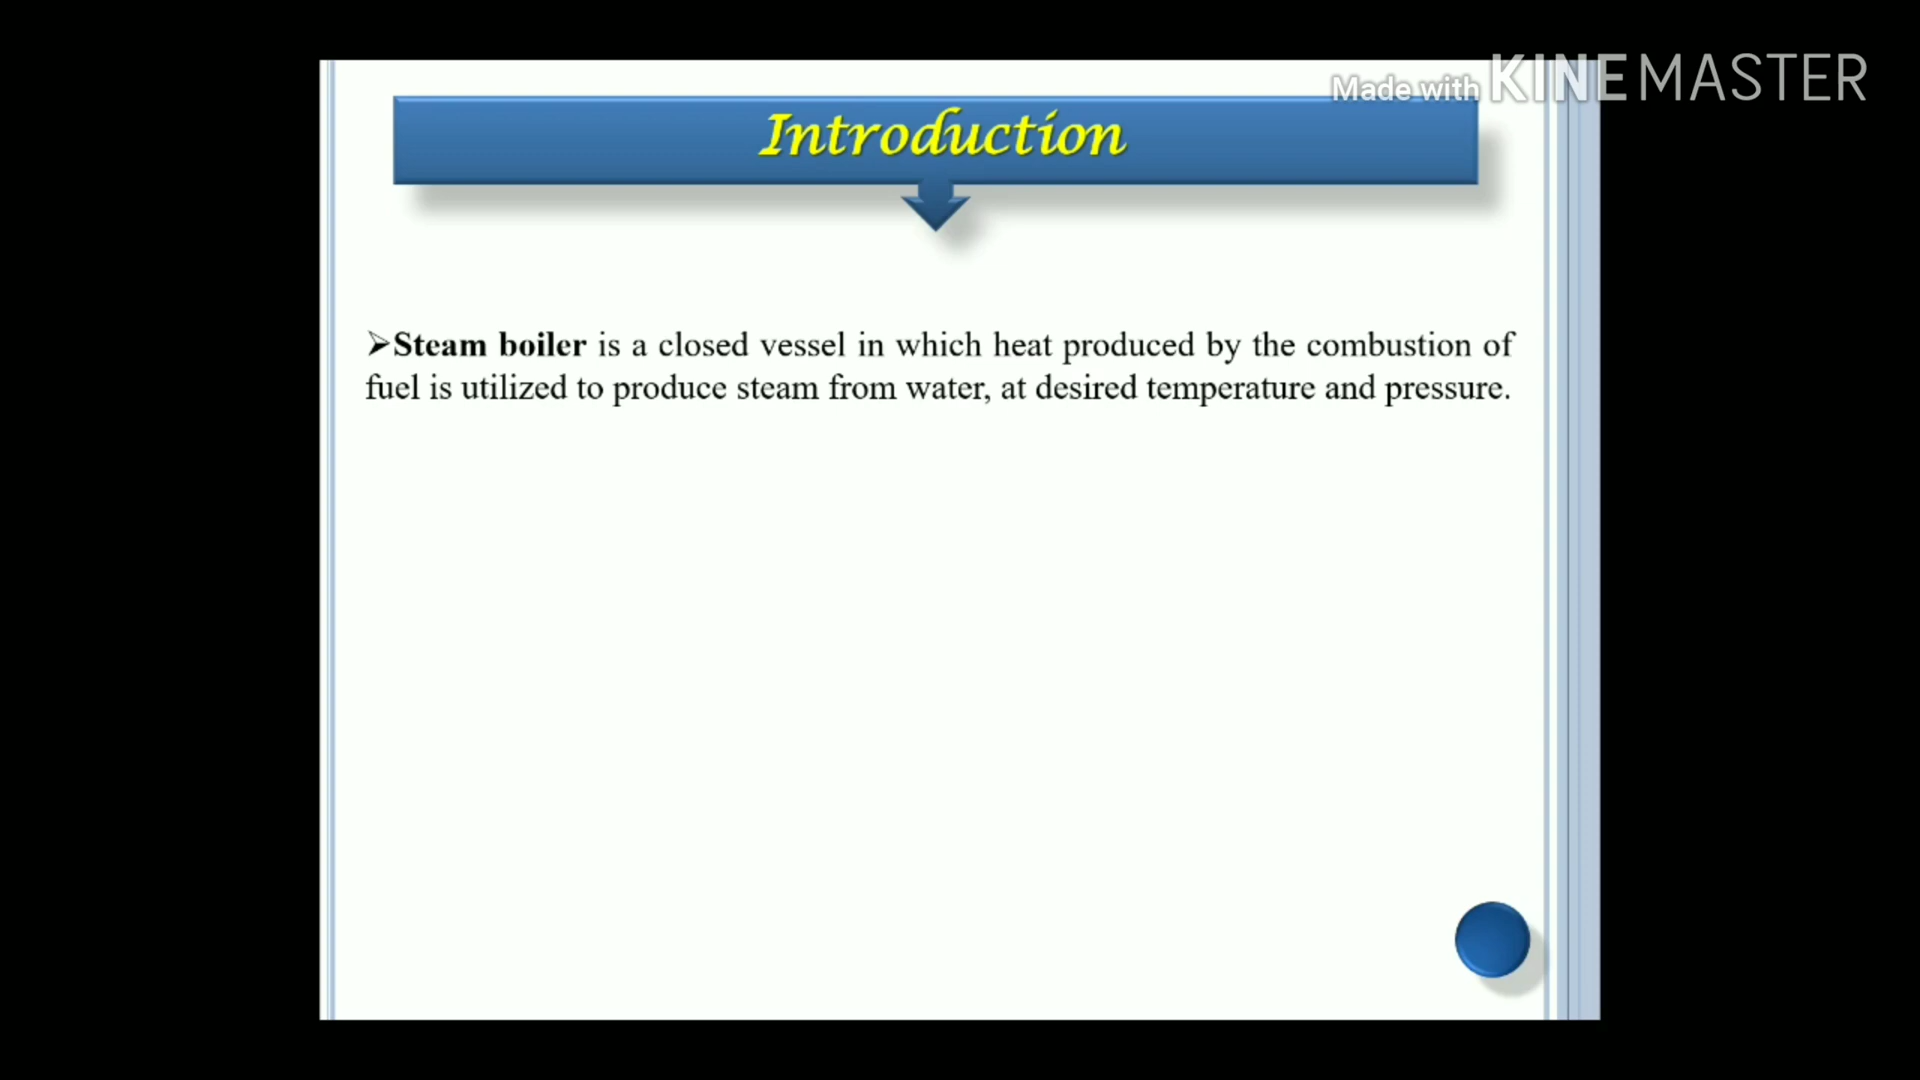 Made with KINEMASTER
Introduction
➢Steam boiler is a closed vessel in which heat produced by the combustion of
fuel is utilized to produce steam from water, at desired temperature and pressure.